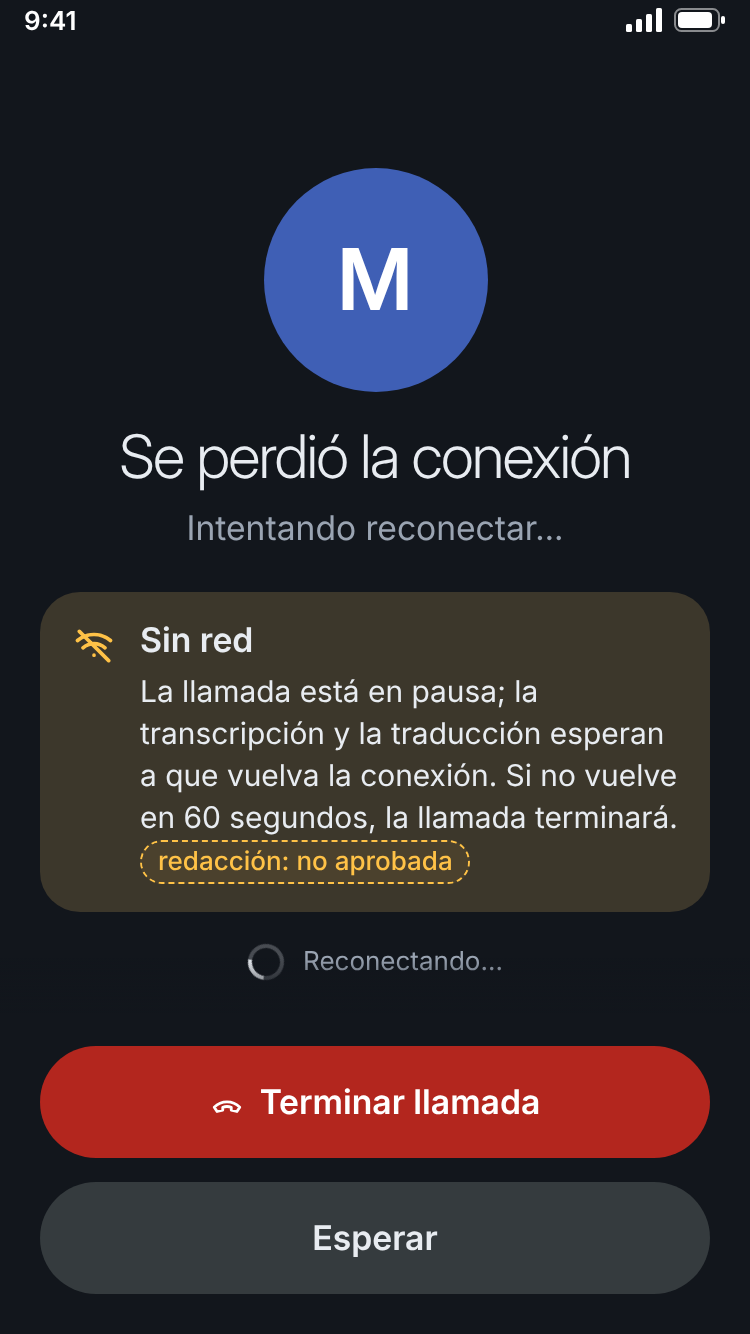 9:41
M
Se perdió la conexión
Intentando reconectar...
Sin red
La llamada está en pausa; la
transcripción y la traducción esperan
a que vuelva la conexión. Si no vuelve
en 60 segundos, la llamada terminará.
redacción: no aprobada
Reconectando...
Terminar llamada
Esperar